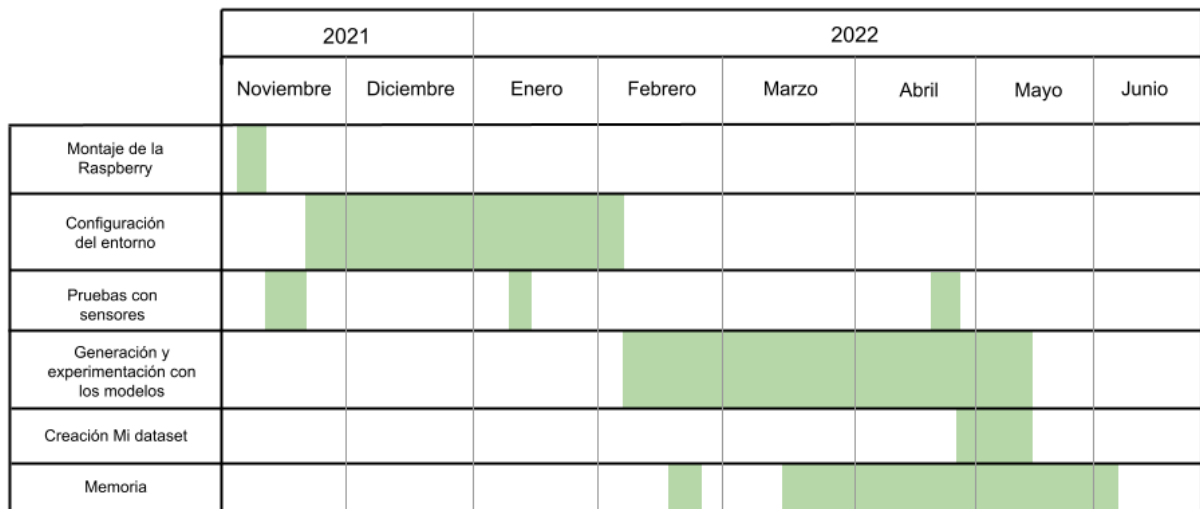 2021
2022
Noviembre
Diciembre
Enero
Febrero
Marzo
Abril
Mayo
Junio
Montaje de la
Raspberry
Configuración
del entorno
Pruebas con
sensores
Generación y
experimentación con
los modelos
Creación Mi dataset
Memoria